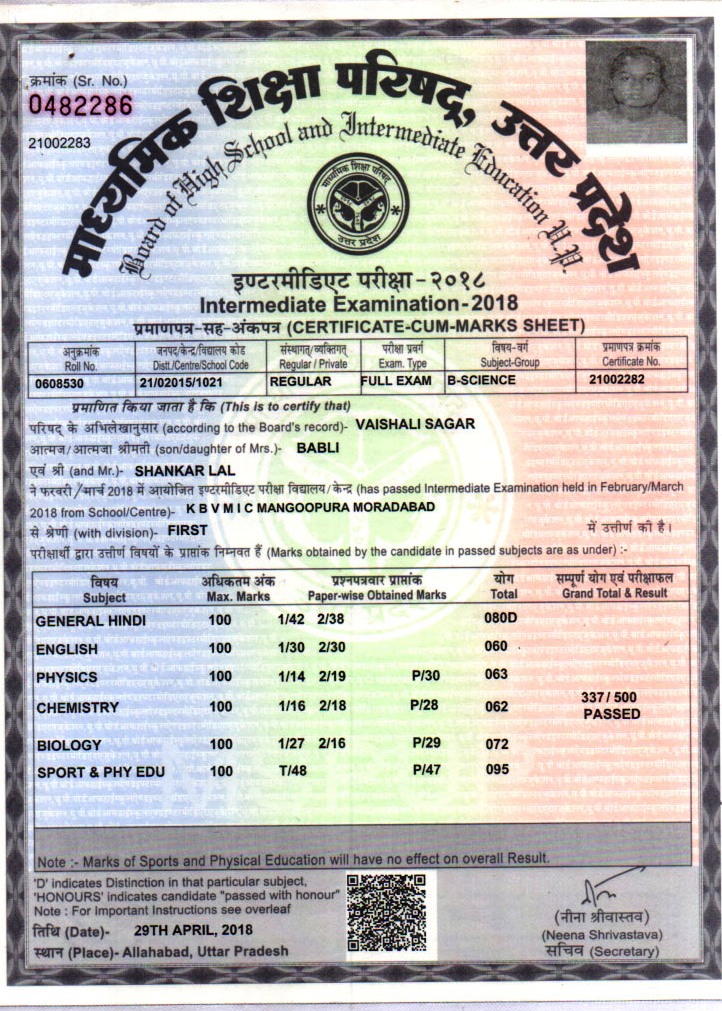 क्रमांक (Sr. No.)
0482286
21002283
माध्यमिक शिक्षा परिषद्, उत्तर प्रदेश
Board of High School and Intermediate Education U.P.
माध्यमिक शिक्षा परिषद्
उत्तर प्रदेश
इण्टरमीडिएट परीक्षा - २०१८
Intermediate Examination - 2018
प्रमाणपत्र-सह-अंकपत्र (CERTIFICATE-CUM-MARKS SHEET)
अनुक्रमांक जनपद/केन्द्र/विद्यालय कोड संस्थागत्/व्यक्तिगत् परीक्षा प्रवर्ग विषय-वर्ग प्रमाणपत्र क्रमांक
Roll No. Distt./Centre/School Code Regular / Private Exam. Type Subject-Group Certificate No.
0608530 21/02015/1021 REGULAR FULL EXAM B-SCIENCE 21002282
प्रमाणित किया जाता है कि (This is to certify that)
परिषद् के अभिलेखानुसार (according to the Board's record)- VAISHALI SAGAR
आत्मज/आत्मजा श्रीमती (son/daughter of Mrs.)- BABLI
एवं श्री (and Mr.)- SHANKAR LAL
ने फरवरी/मार्च 2018 में आयोजित इण्टरमीडिएट परीक्षा विद्यालय/केन्द्र (has passed Intermediate Examination held in February/March
2018 from School/Centre)- K B V M I C MANGOOPURA MORADABAD
से श्रेणी (with division)- FIRST में उत्तीर्ण की है।
परीक्षार्थी द्वारा उत्तीर्ण विषयों के प्राप्तांक निम्नवत हैं (Marks obtained by the candidate in passed subjects are as under) :-
विषय अधिकतम अंक प्रश्नपत्रवार प्राप्तांक योग सम्पूर्ण योग एवं परीक्षाफल
Subject Max. Marks Paper-wise Obtained Marks Total Grand Total & Result
GENERAL HINDI 100 1/42 2/38 080D
ENGLISH 100 1/30 2/30 060
PHYSICS 100 1/14 2/19 P/30 063
CHEMISTRY 100 1/16 2/18 P/28 062 337/ 500
PASSED
BIOLOGY 100 1/27 2/16 P/29 072
SPORT & PHY EDU 100 T/48 P/47 095
Note :- Marks of Sports and Physical Education will have no effect on overall Result.
'D' indicates Distinction in that particular subject,
'HONOURS' indicates candidate "passed with honour"
Note : For Important Instructions see overleaf
तिथि (Date)- 29TH APRIL, 2018
स्थान (Place)- Allahabad, Uttar Pradesh
(नीना श्रीवास्तव)
(Neena Shrivastava)
सचिव (Secretary)